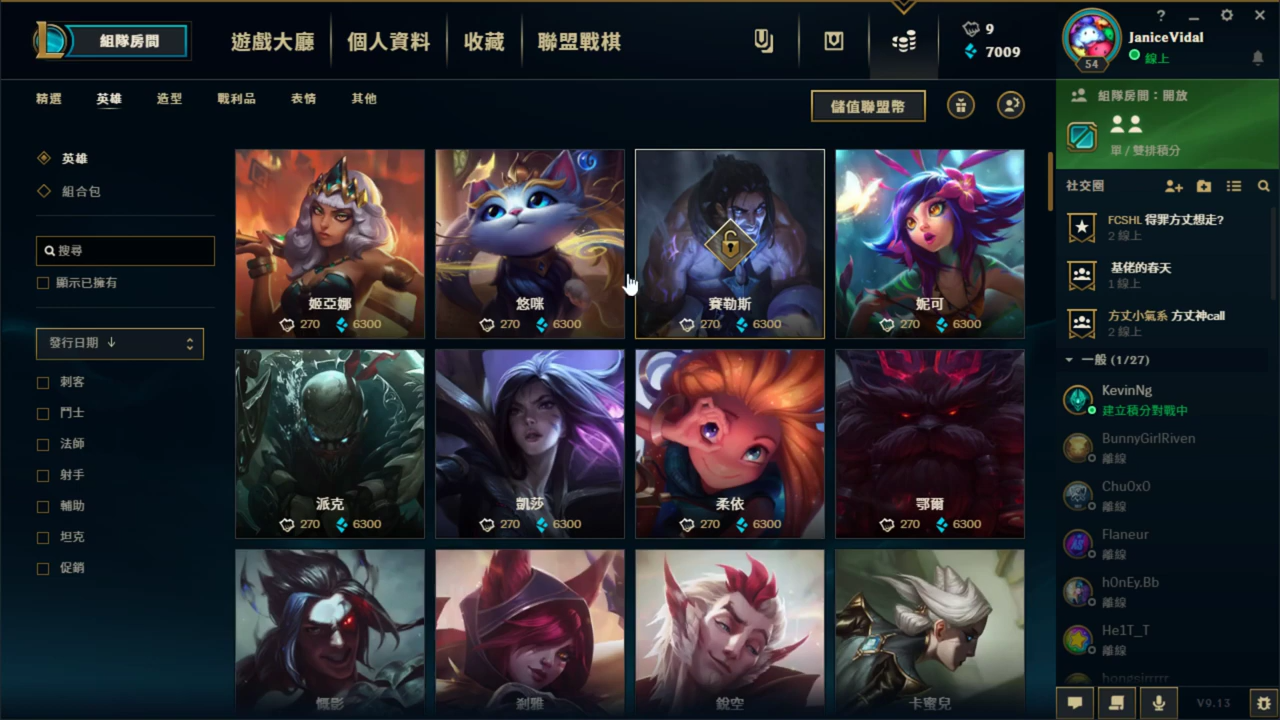 組隊房間
遊戲大廳 個人資料 收藏 聯盟戰棋
9
7009
?
JaniceVidal
54
線上
精選 英雄 造型 戰利品 表情 其他
儲值聯盟幣
組隊房間：開放
單 / 雙排積分
英雄
組合包
搜尋
顯示已擁有
發行日期 ↓
刺客
鬥士
法師
射手
輔助
坦克
促銷
姬亞娜
270 6300
悠咪
270 6300
賽勒斯
270 6300
妮可
270 6300
派克
270 6300
凱莎
270 6300
柔依
270 6300
鄂爾
270 6300
慨影
剎雅
銳空
卡蜜兒
社交圈
FCSHL 得罪方丈想走?
2 線上
基佬的春天
1 線上
方丈小氣系 方丈神call
2 線上
一般 (1/27)
KevinNg
建立積分對戰中
BunnyGirlRiven
離線
Chu0x0
離線
Flaneur
離線
h0nEy.Bb
離線
He1T_T
離線
hongsirrrrr
V9.13